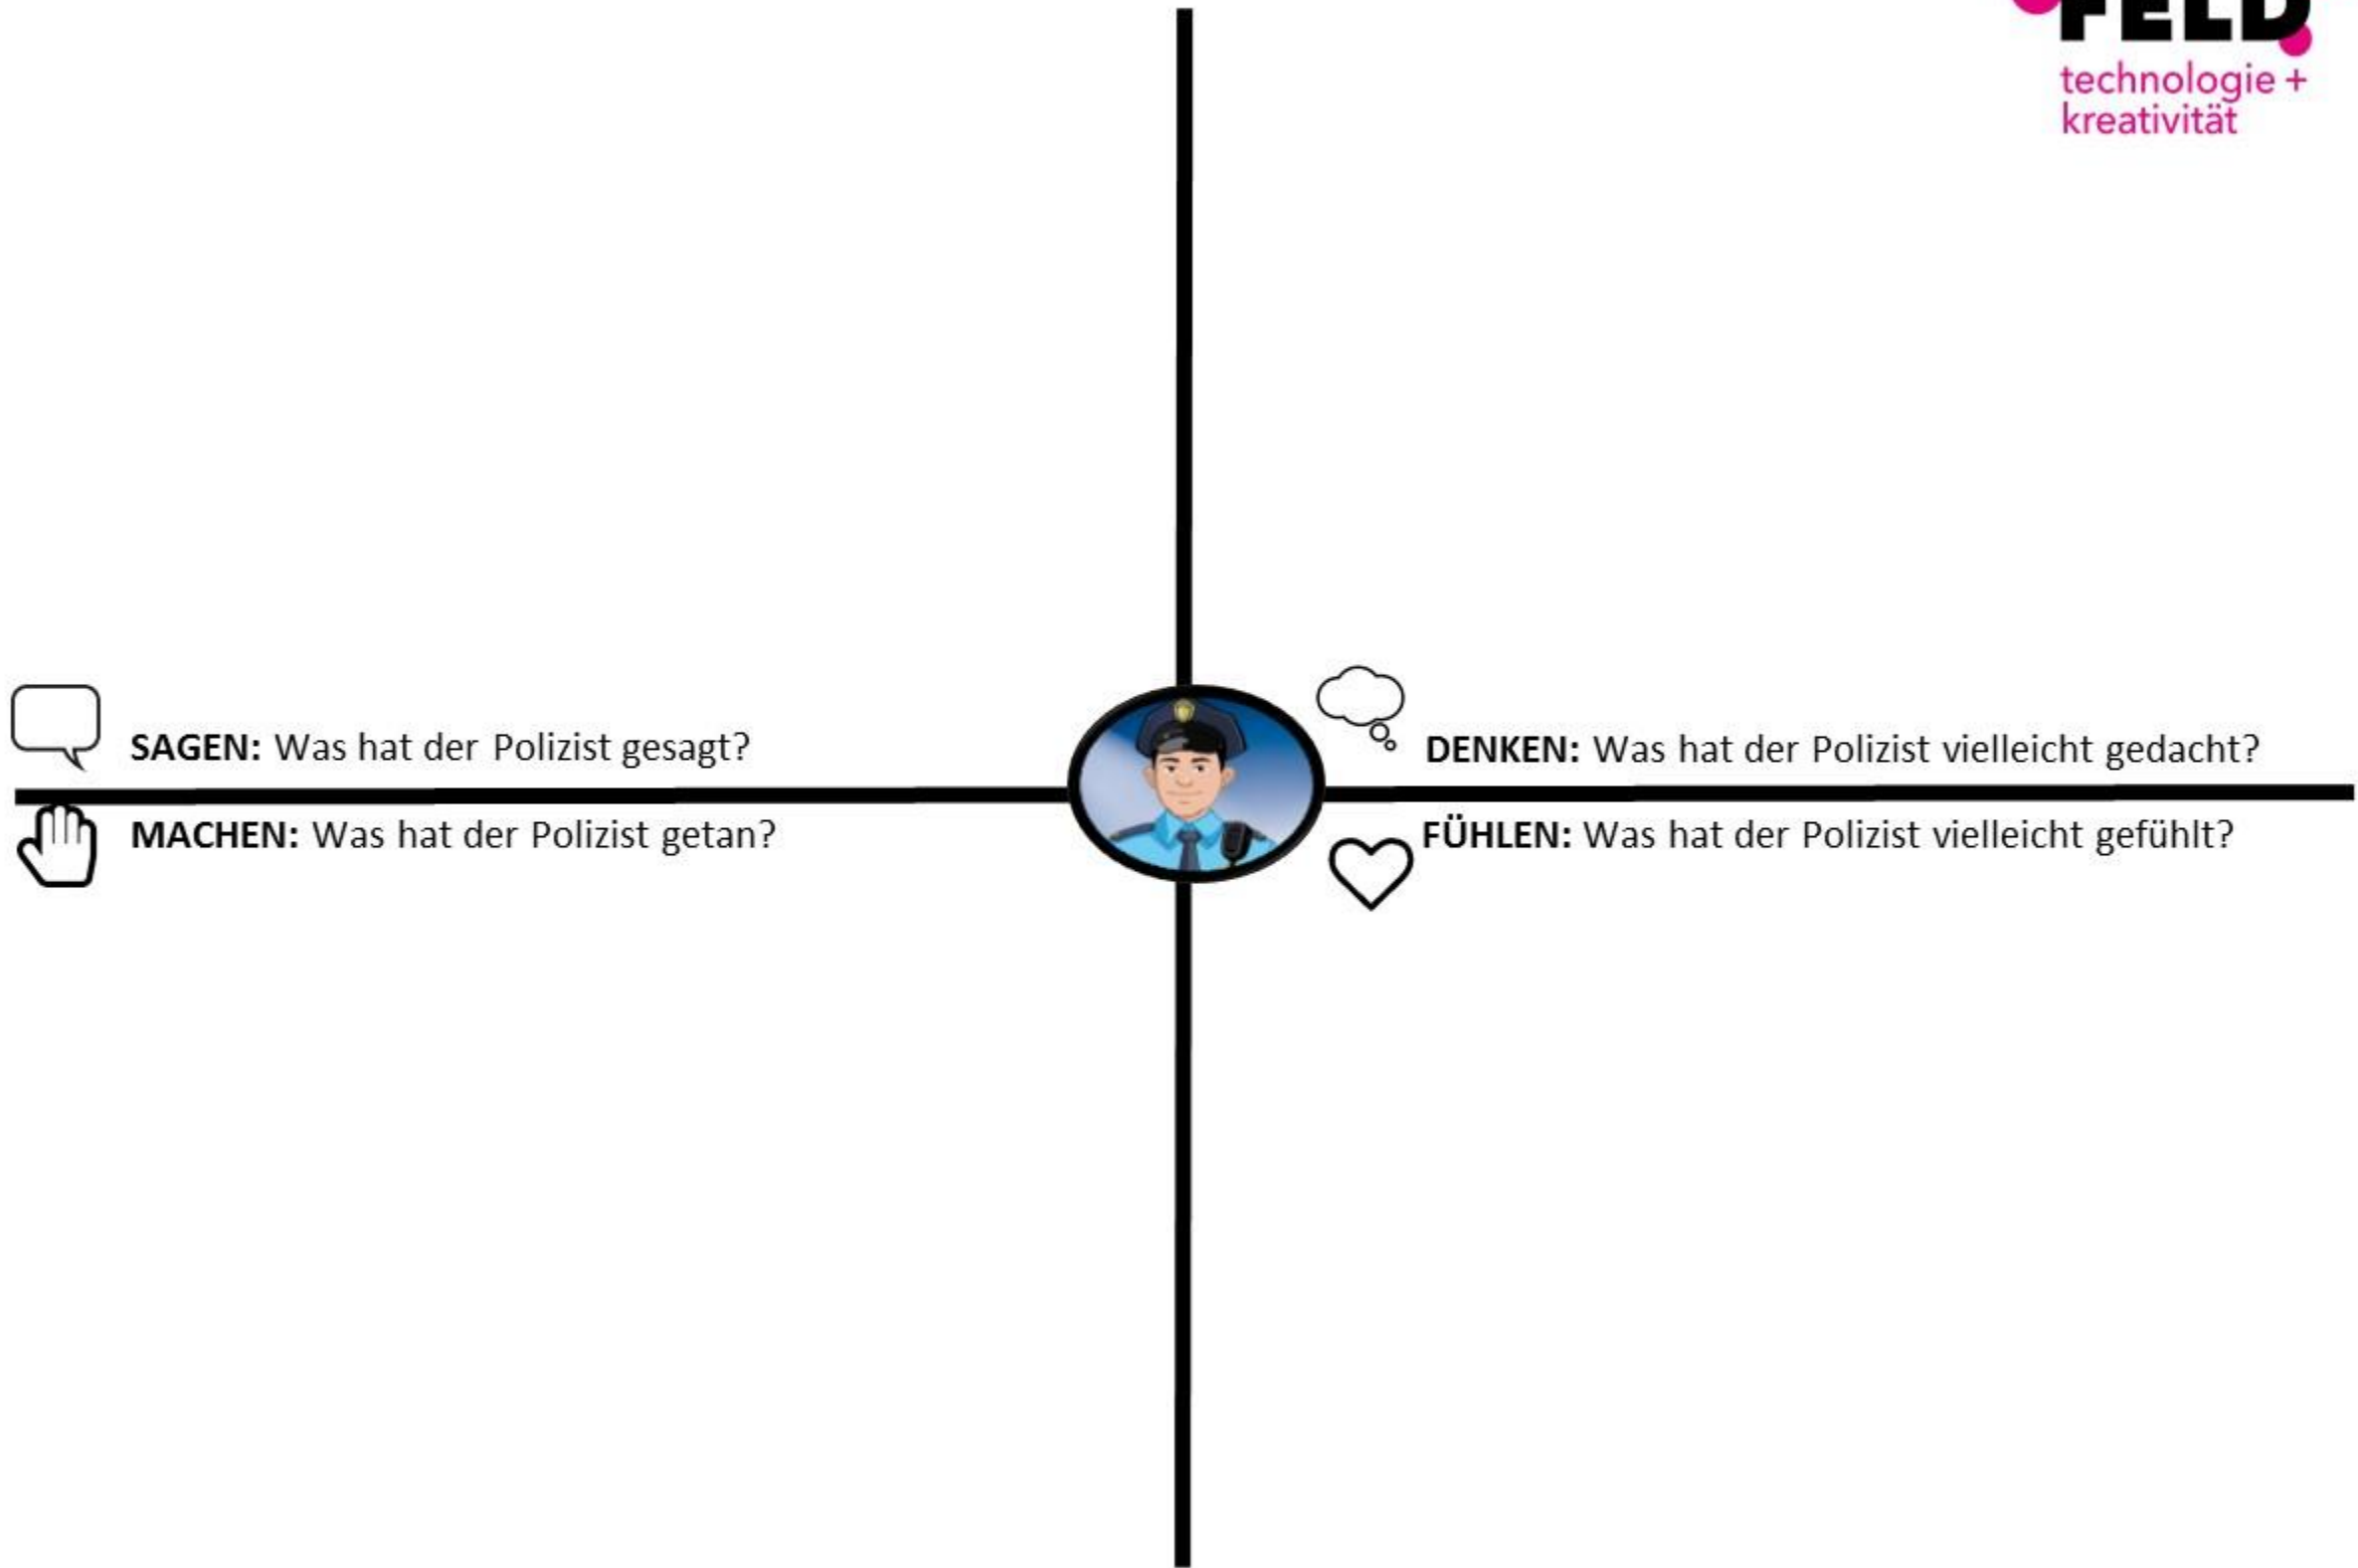 FELD
technologie +
kreativität
SAGEN: Was hat der Polizist gesagt?
DENKEN: Was hat der Polizist vielleicht gedacht?
MACHEN: Was hat der Polizist getan?
FÜHLEN: Was hat der Polizist vielleicht gefühlt?